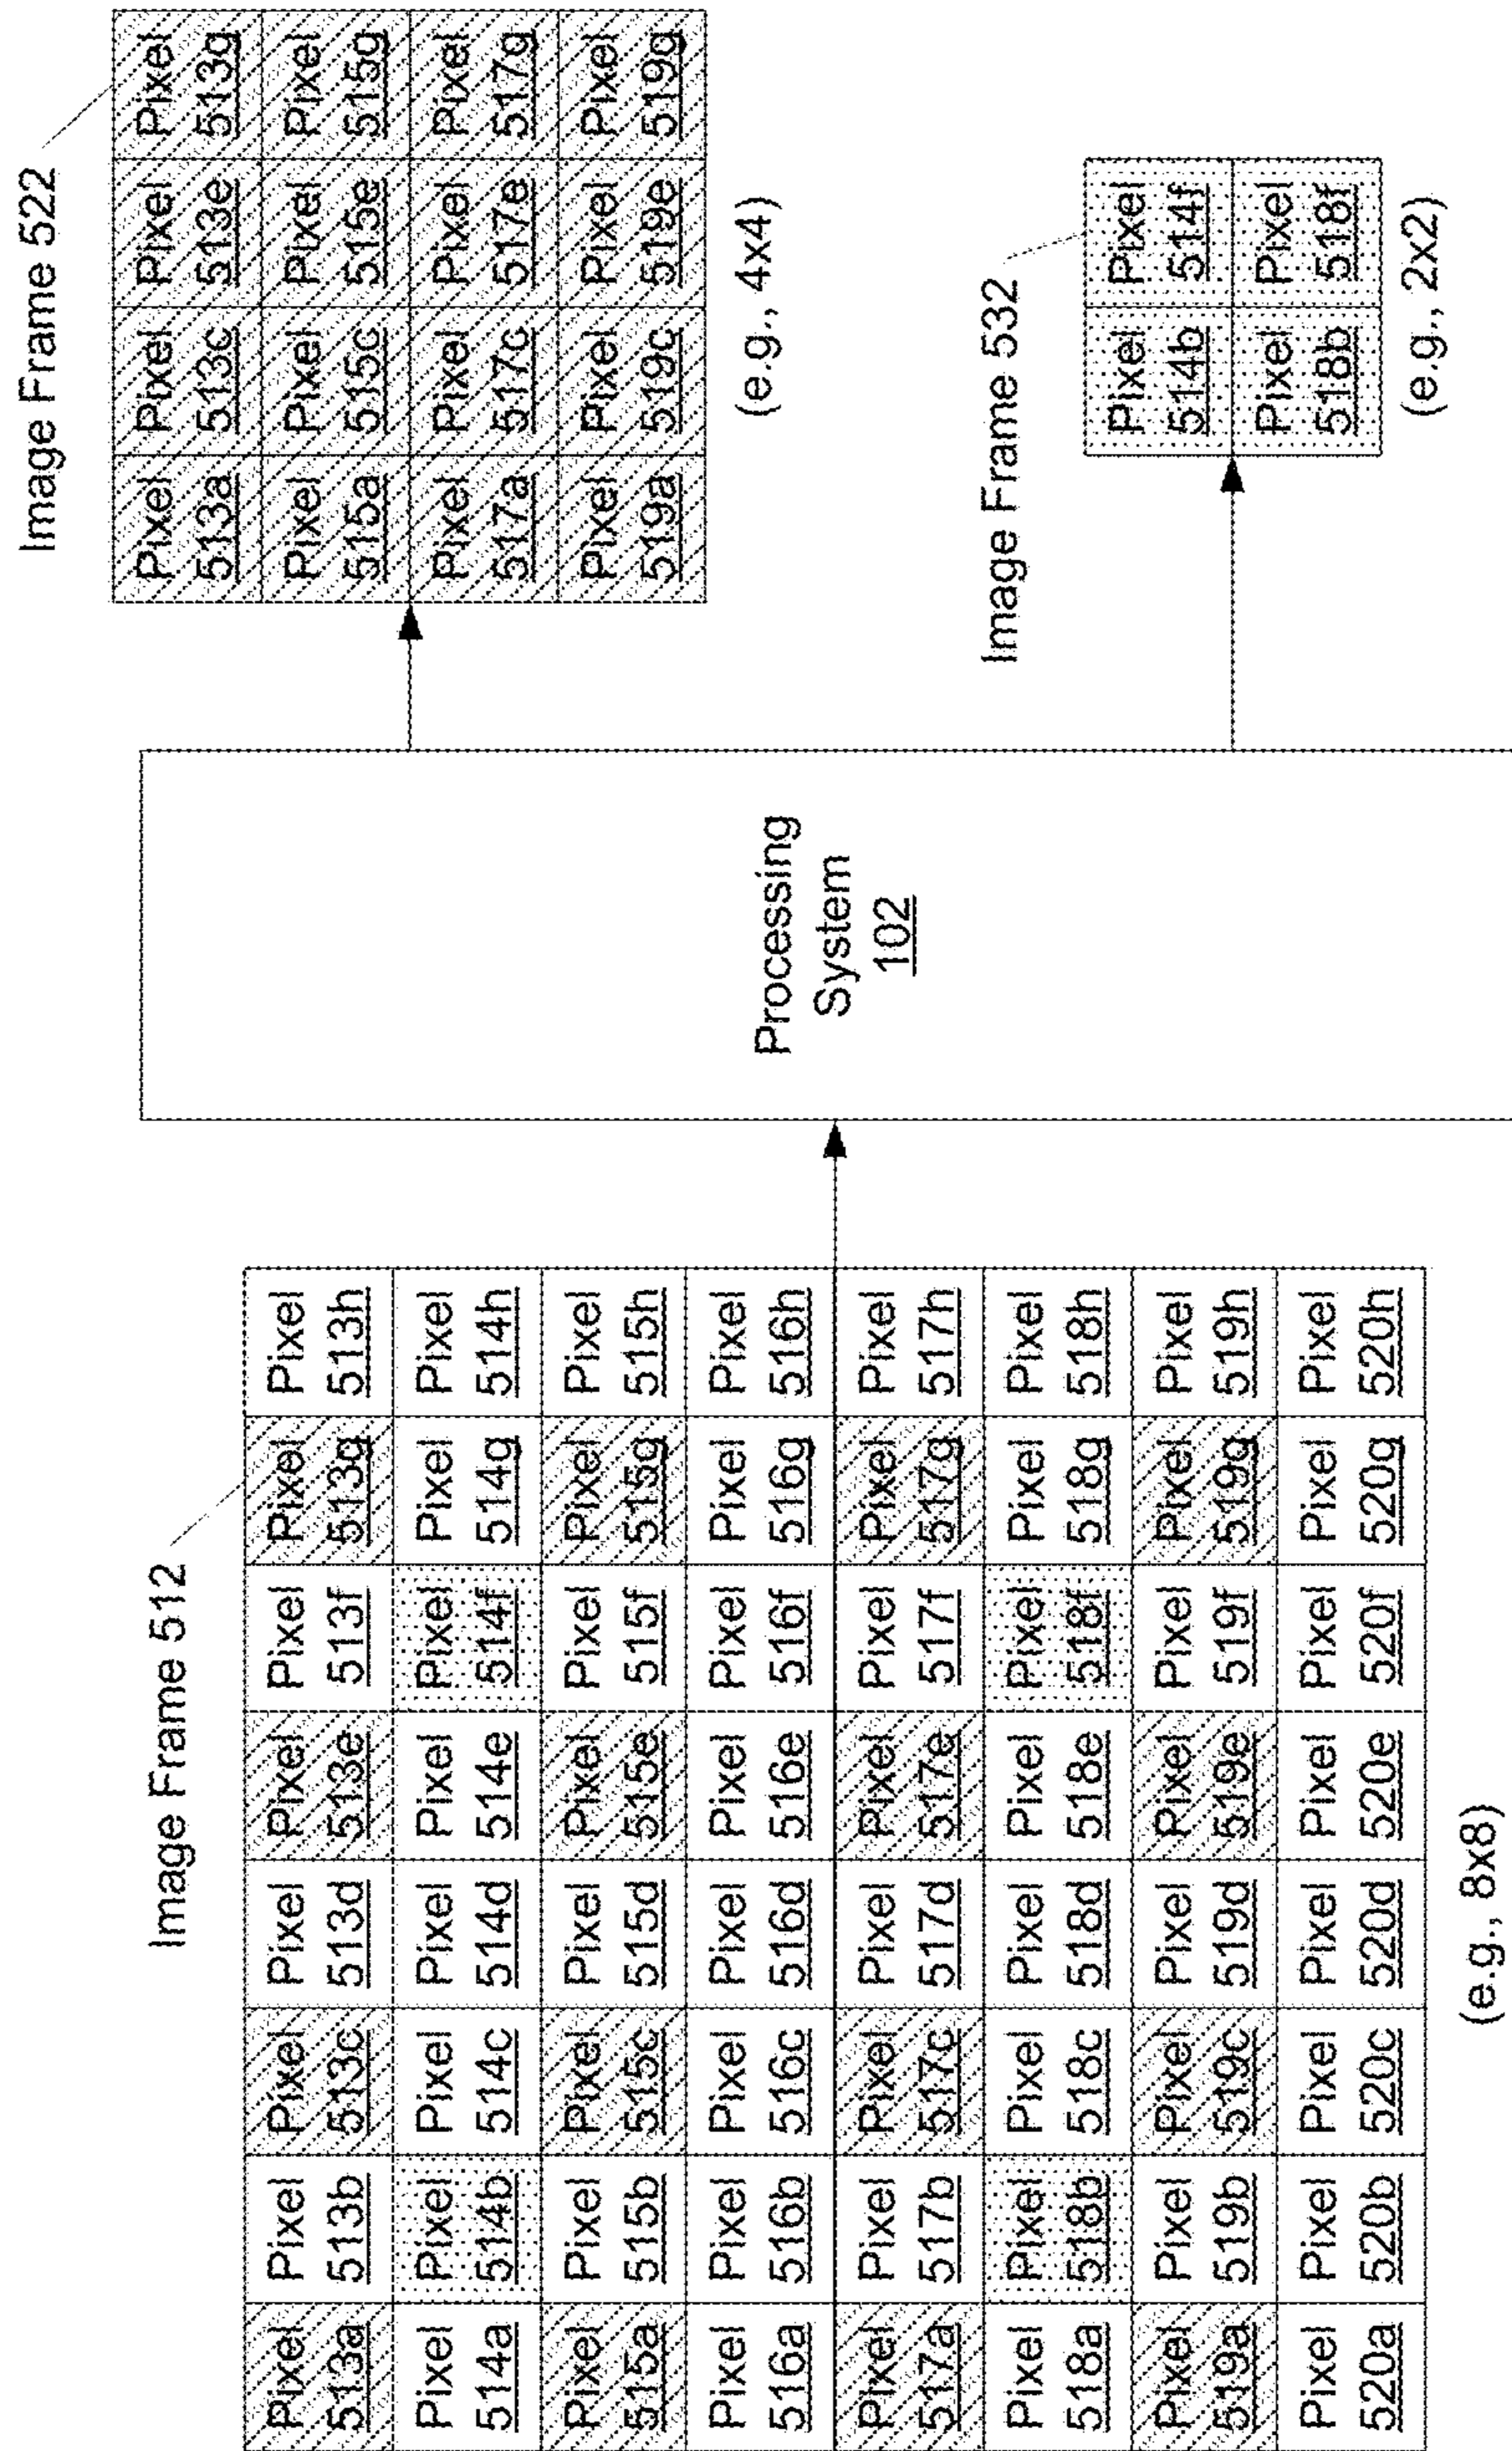 Image Frame 512
Pixel Pixel Pixel Pixel Pixel Pixel Pixel Pixel
513a 513b 513c 513d 513e 513f 513g 513h
Pixel Pixel Pixel Pixel Pixel Pixel Pixel Pixel
514a 514b 514c 514d 514e 514f 514g 514h
Pixel Pixel Pixel Pixel Pixel Pixel Pixel Pixel
515a 515b 515c 515d 515e 515f 515g 515h
Pixel Pixel Pixel Pixel Pixel Pixel Pixel Pixel
516a 516b 516c 516d 516e 516f 516g 516h
Pixel Pixel Pixel Pixel Pixel Pixel Pixel Pixel
517a 517b 517c 517d 517e 517f 517g 517h
Pixel Pixel Pixel Pixel Pixel Pixel Pixel Pixel
518a 518b 518c 518d 518e 518f 518g 518h
Pixel Pixel Pixel Pixel Pixel Pixel Pixel Pixel
519a 519b 519c 519d 519e 519f 519g 519h
Pixel Pixel Pixel Pixel Pixel Pixel Pixel Pixel
520a 520b 520c 520d 520e 520f 520g 520h
(e.g., 8x8)
Processing
System
102
Image Frame 522
Pixel Pixel Pixel Pixel
513a 513c 513e 513g
Pixel Pixel Pixel Pixel
515a 515c 515e 515g
Pixel Pixel Pixel Pixel
517a 517c 517e 517g
Pixel Pixel Pixel Pixel
519a 519c 519e 519g
(e.g., 4x4)
Image Frame 532
Pixel Pixel
514b 514f
Pixel Pixel
518b 518f
(e.g., 2x2)